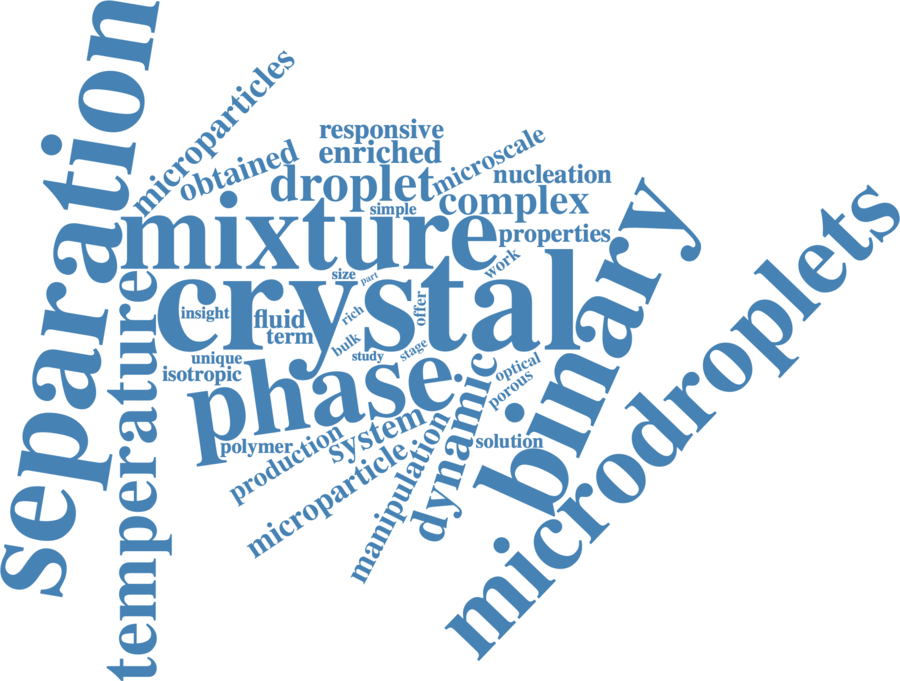 separation
microparticles
temperature
obtained
responsive
enriched
droplet
microscale
nucleation
simple
complex
mixture
properties
binary
microdroplets
crystal
size
part
work
insight
fluid
term
rich
offer
bulk
study
stage
unique
isotropic
phase
optical
porous
dynamic
polymer
system
solution
production
microparticle
manipulation